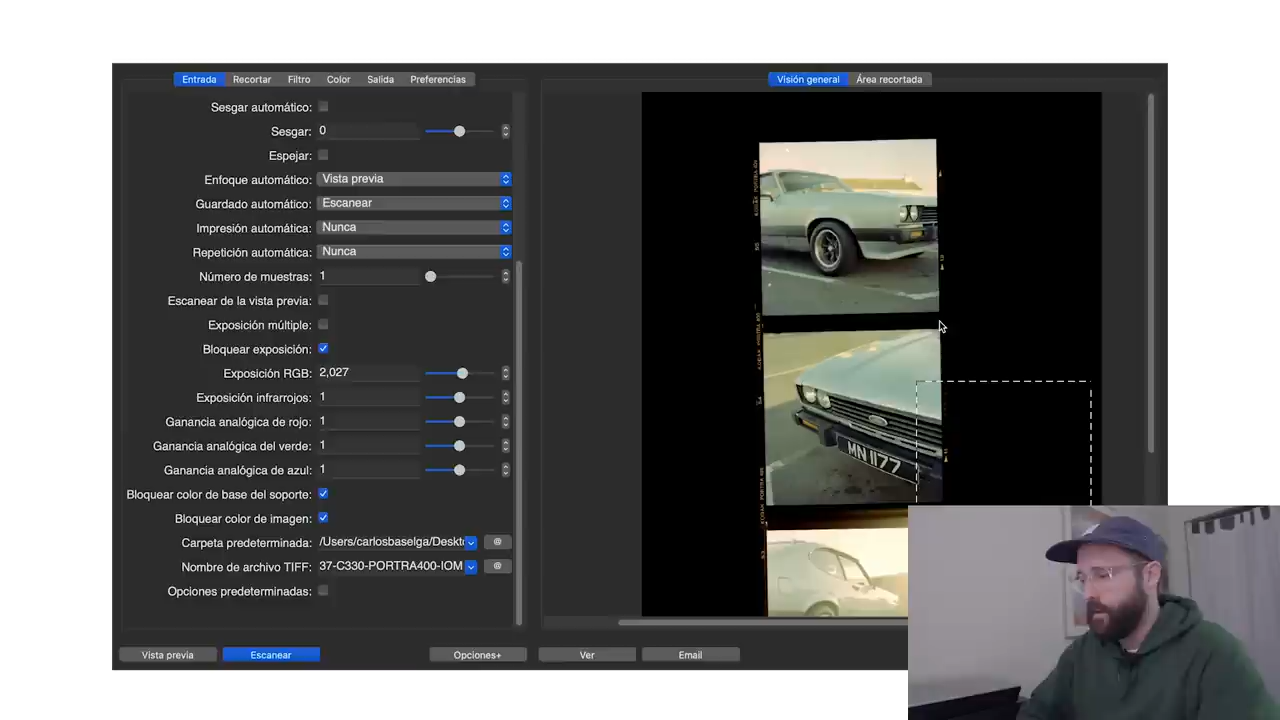 Entrada Recortar Filtro Color Salida Preferencias
Visión general Área recortada
Sesgar automático:
Sesgar: 0
Espejar:
Enfoque automático: Vista previa
Guardado automático: Escanear
Impresión automática: Nunca
Repetición automática: Nunca
Número de muestras: 1
Escanear de la vista previa:
Exposición múltiple:
Bloquear exposición:
Exposición RGB: 2,027
Exposición infrarrojos: 1
Ganancia analógica de rojo: 1
Ganancia analógica del verde: 1
Ganancia analógica de azul: 1
Bloquear color de base del soporte:
Bloquear color de imagen:
Carpeta predeterminada: /Users/carlosbaselga/Deskt @
Nombre de archivo TIFF: 37-C330-PORTRA400-IOM @
Opciones predeterminadas:
Vista previa Escanear Opciones+ Ver Email
MN 1177